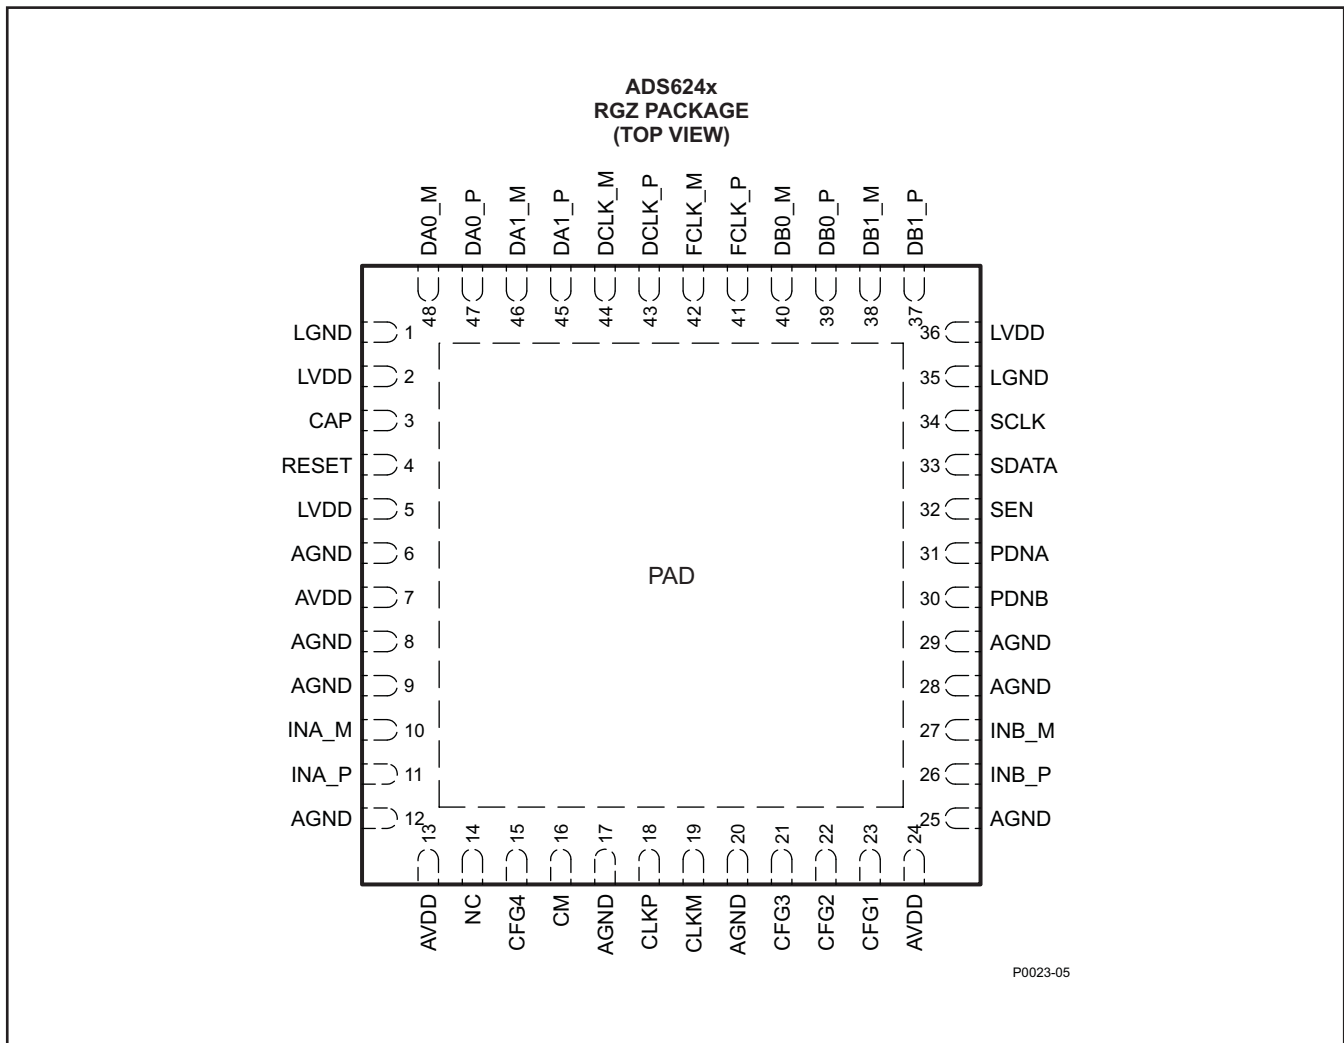 ADS624x
RGZ PACKAGE
(TOP VIEW)
DA0_M DA0_P DA1_M DA1_P DCLK_M DCLK_P FCLK_M FCLK_P DB0_M DB0_P DB1_M DB1_P
48 47 46 45 44 43 42 41 40 39 38 37
LGND 1 36 LVDD
LVDD 2 35 LGND
CAP 3 34 SCLK
RESET 4 33 SDATA
LVDD 5 32 SEN
AGND 6 31 PDNA
PAD
AVDD 7 30 PDNB
AGND 8 29 AGND
AGND 9 28 AGND
INA_M 10 27 INB_M
INA_P 11 26 INB_P
AGND 12 25 AGND
13 14 15 16 17 18 19 20 21 22 23 24
AVDD NC CFG4 CM AGND CLKP CLKM AGND CFG3 CFG2 CFG1 AVDD
P0023-05